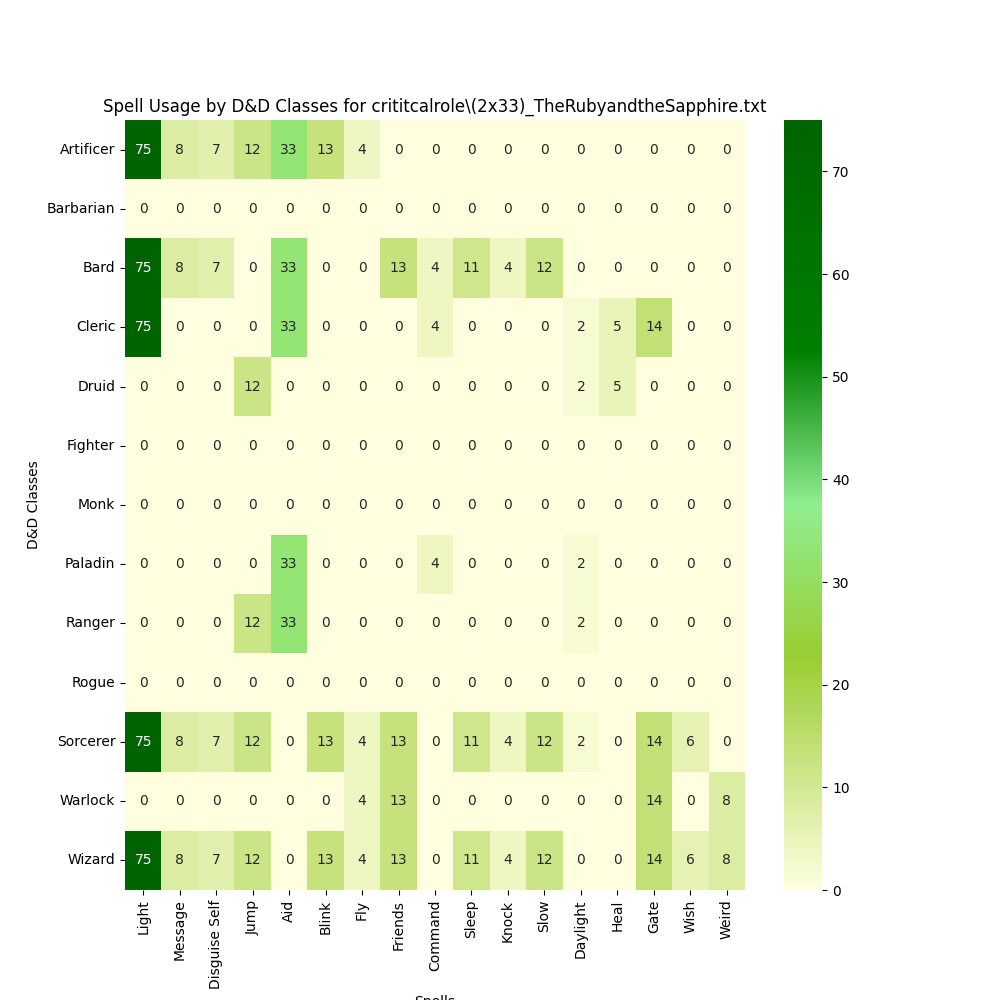 Spell Usage by D&D Classes for crititcalrole\(2x33)_TheRubyandtheSapphire.txt
Artificer 75 8 7 12 33 13 4 0 0 0 0 0 0 0 0 0 0
Barbarian 0 0 0 0 0 0 0 0 0 0 0 0 0 0 0 0 0
Bard 75 8 7 0 33 0 0 13 4 11 4 12 0 0 0 0 0
Cleric 75 0 0 0 33 0 0 0 4 0 0 0 2 5 14 0 0
Druid 0 0 0 12 0 0 0 0 0 0 0 0 2 5 0 0 0
Fighter 0 0 0 0 0 0 0 0 0 0 0 0 0 0 0 0 0
Monk 0 0 0 0 0 0 0 0 0 0 0 0 0 0 0 0 0
Paladin 0 0 0 0 33 0 0 0 4 0 0 0 2 0 0 0 0
Ranger 0 0 0 12 33 0 0 0 0 0 0 0 2 0 0 0 0
Rogue 0 0 0 0 0 0 0 0 0 0 0 0 0 0 0 0 0
Sorcerer 75 8 7 12 0 13 4 13 0 11 4 12 2 0 14 6 0
Warlock 0 0 0 0 0 0 4 13 0 0 0 0 0 0 14 0 8
Wizard 75 8 7 12 0 13 4 13 0 11 4 12 0 0 14 6 8
D&D Classes
Light
Message
Disguise Self
Jump
Aid
Blink
Fly
Friends
Command
Sleep
Knock
Slow
Daylight
Heal
Gate
Wish
Weird
Spells
70
60
50
40
30
20
10
0